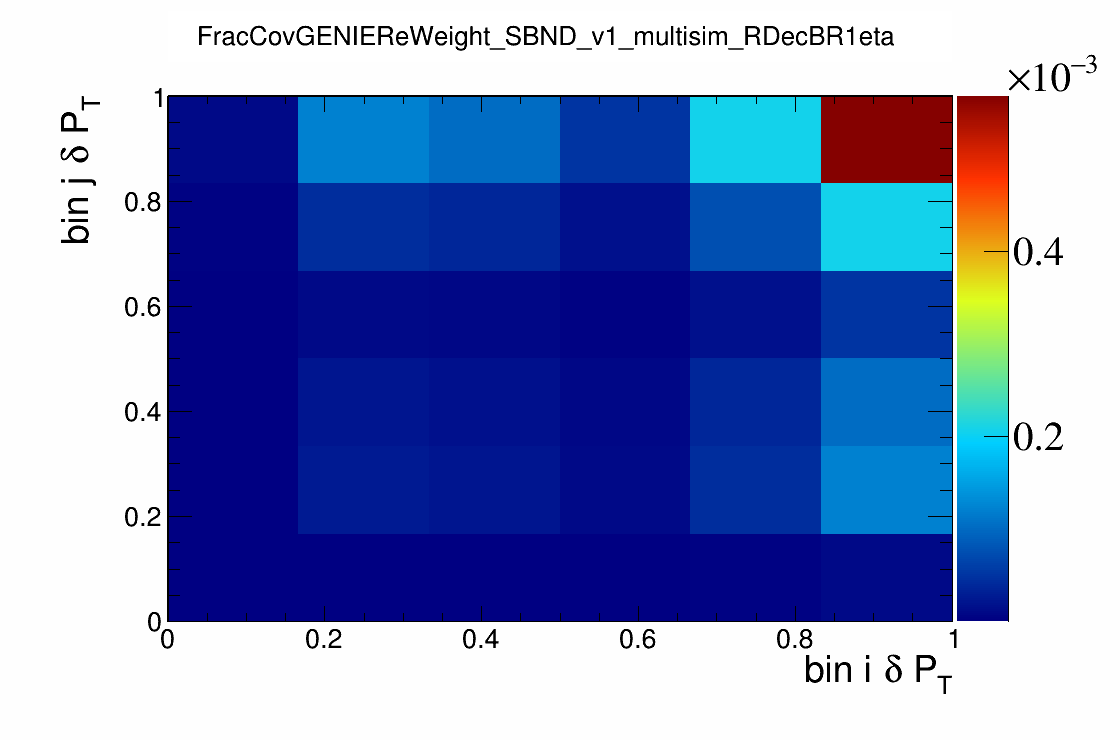 FracCovGENIEReWeight_SBND_v1_multisim_RDecBR1eta
×10⁻³
bin j δ P_T
1
0.8
0.6
0.4
0.2
0
0.4
0.2
0 0.2 0.4 0.6 0.8 1
bin i δ P_T